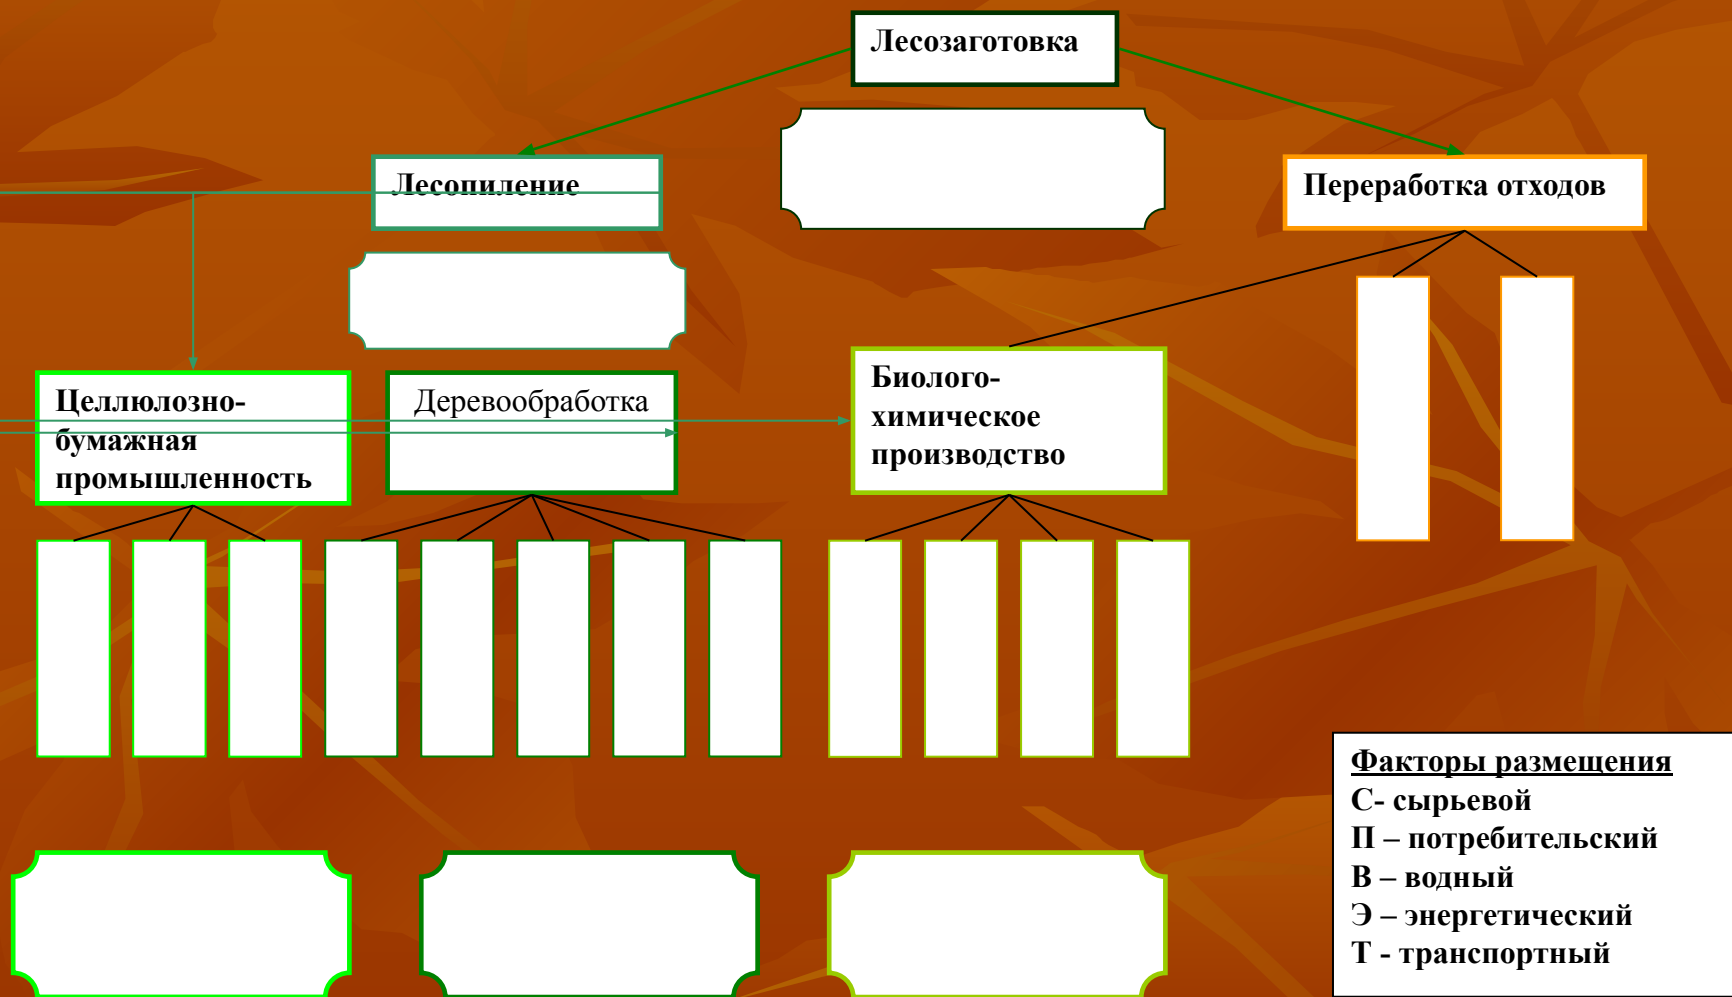 Лесозаготовка
Лесопиление
Переработка отходов
Целлюлозно-
бумажная
промышленность
Деревообработка
Биолого-
химическое
производство
Факторы размещения
С- сырьевой
П – потребительский
В – водный
Э – энергетический
Т - транспортный